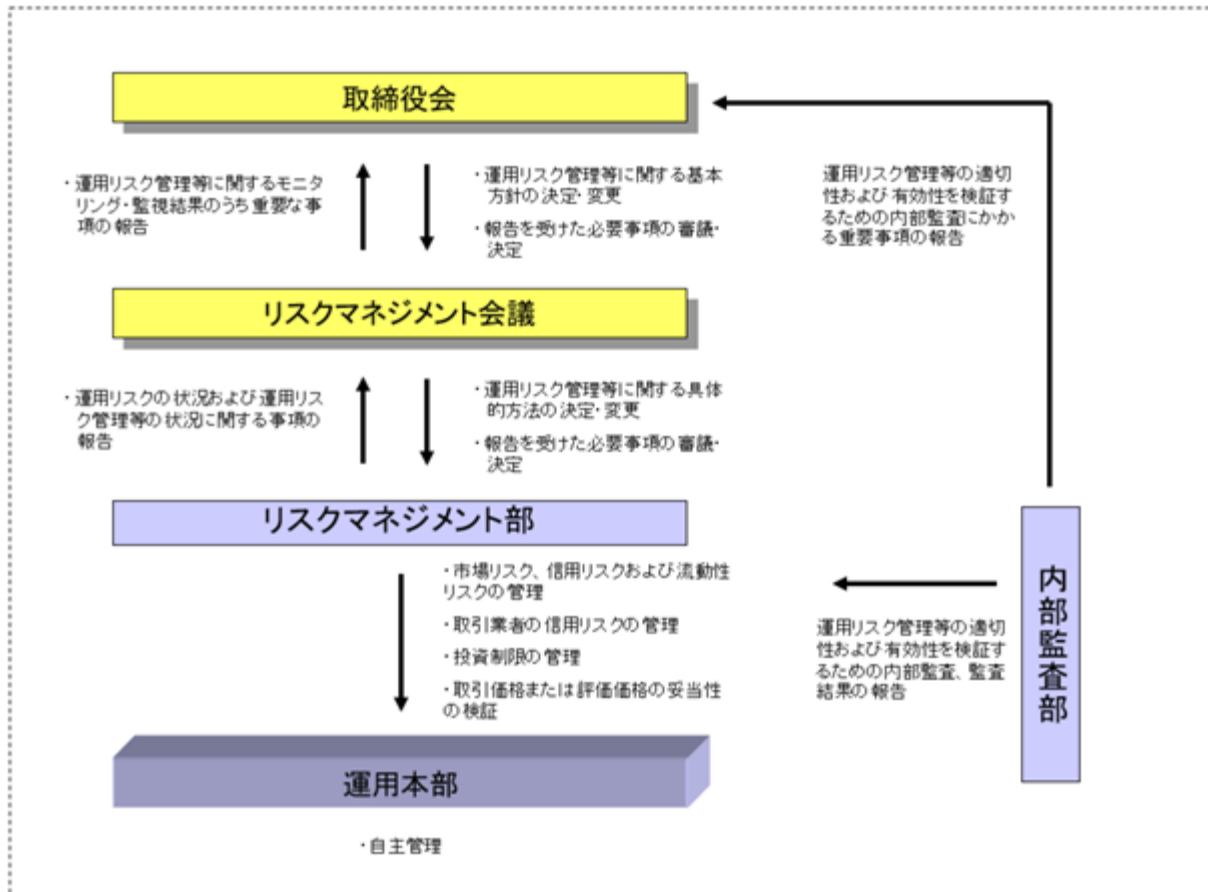 取締役会
・運用リスク管理等に関するモニタ
リング・監視結果のうち重要な事
項の報告
・運用リスク管理等に関する基本
方針の決定・変更
・報告を受けた必要事項の審議・
決定
運用リスク管理等の適切
性および有効性を検証す
るための内部監査にかか
る重要事項の報告
リスクマネジメント会議
・運用リスクの状況および運用リス
ク管理等の状況に関する事項の
報告
・運用リスク管理等に関する具体
的方法の決定・変更
・報告を受けた必要事項の審議・
決定
リスクマネジメント部
・市場リスク、信用リスクおよび流動性
リスクの管理
・取引業者の信用リスクの管理
・投資制限の管理
・取引価格または評価価格の妥当性
の検証
運用リスク管理等の適切
性および有効性を検証す
るための内部監査、監査
結果の報告
内部監査部
運用本部
・自主管理